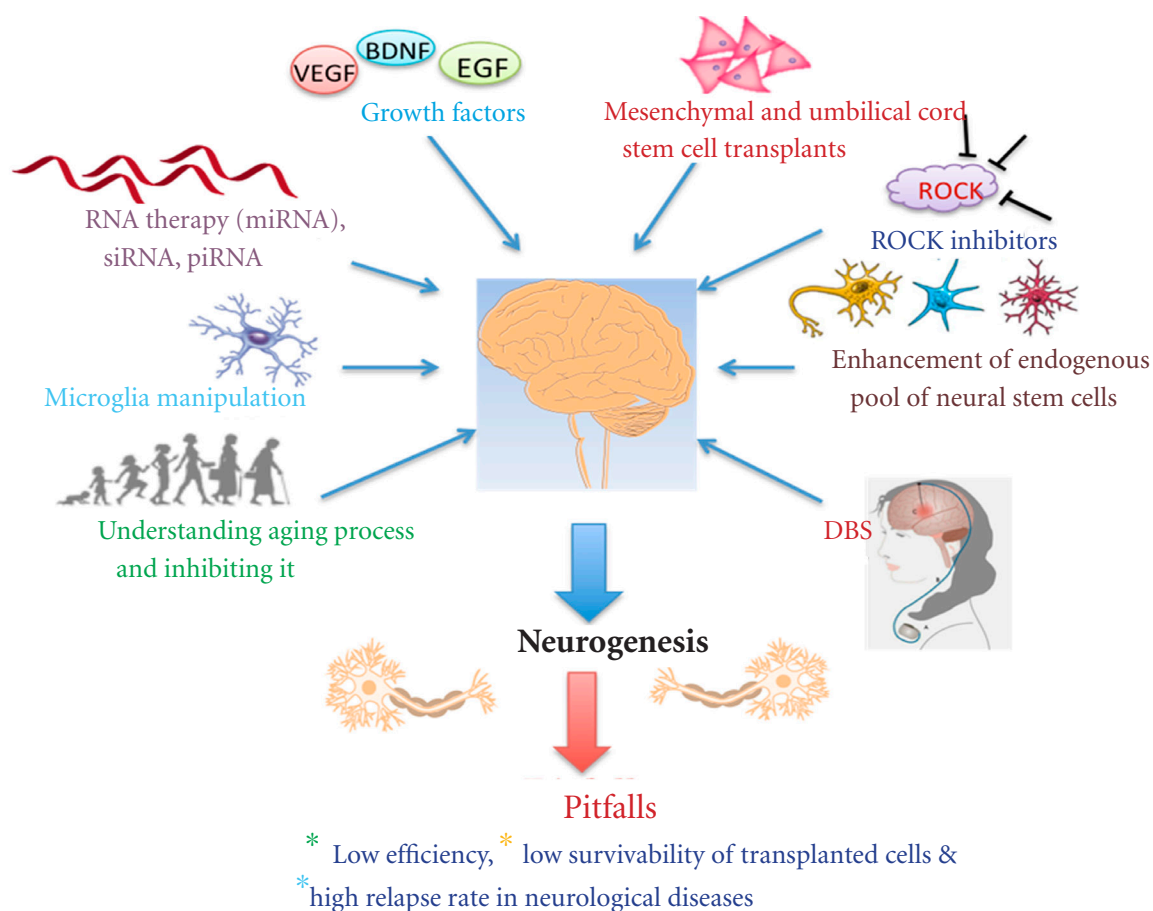 VEGF
BDNF
EGF
Growth factors
Mesenchymal and umbilical cord
stem cell transplants
RNA therapy (miRNA),
siRNA, piRNA
ROCK
ROCK inhibitors
Microglia manipulation
Enhancement of endogenous
pool of neural stem cells
Understanding aging process
and inhibiting it
DBS
Neurogenesis
Pitfalls
* Low efficiency, * low survivability of transplanted cells &
*high relapse rate in neurological diseases